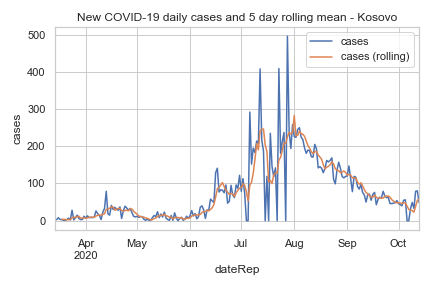 New COVID-19 daily cases and 5 day rolling mean - Kosovo
cases
cases (rolling)
500
400
300
200
100
0
cases
Apr
2020
May
Jun
Jul
Aug
Sep
Oct
dateRep